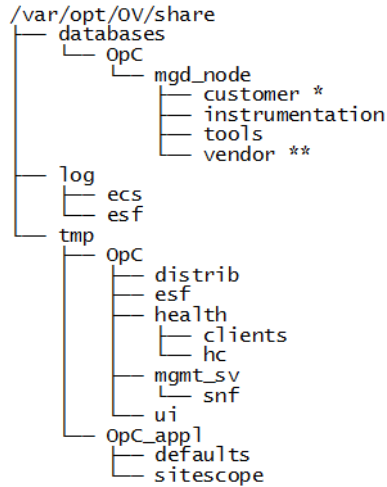 /var/opt/OV/share
├── databases
│   └── OpC
│       └── mgd_node
│           ├── customer *
│           ├── instrumentation
│           ├── tools
│           └── vendor **
├── log
│   ├── ecs
│   └── esf
└── tmp
    ├── OpC
    │   ├── distrib
    │   ├── esf
    │   ├── health
    │   │   ├── clients
    │   │   └── hc
    │   ├── mgmt_sv
    │   │   └── snf
    │   └── ui
    └── OpC_appl
        ├── defaults
        └── sitescope